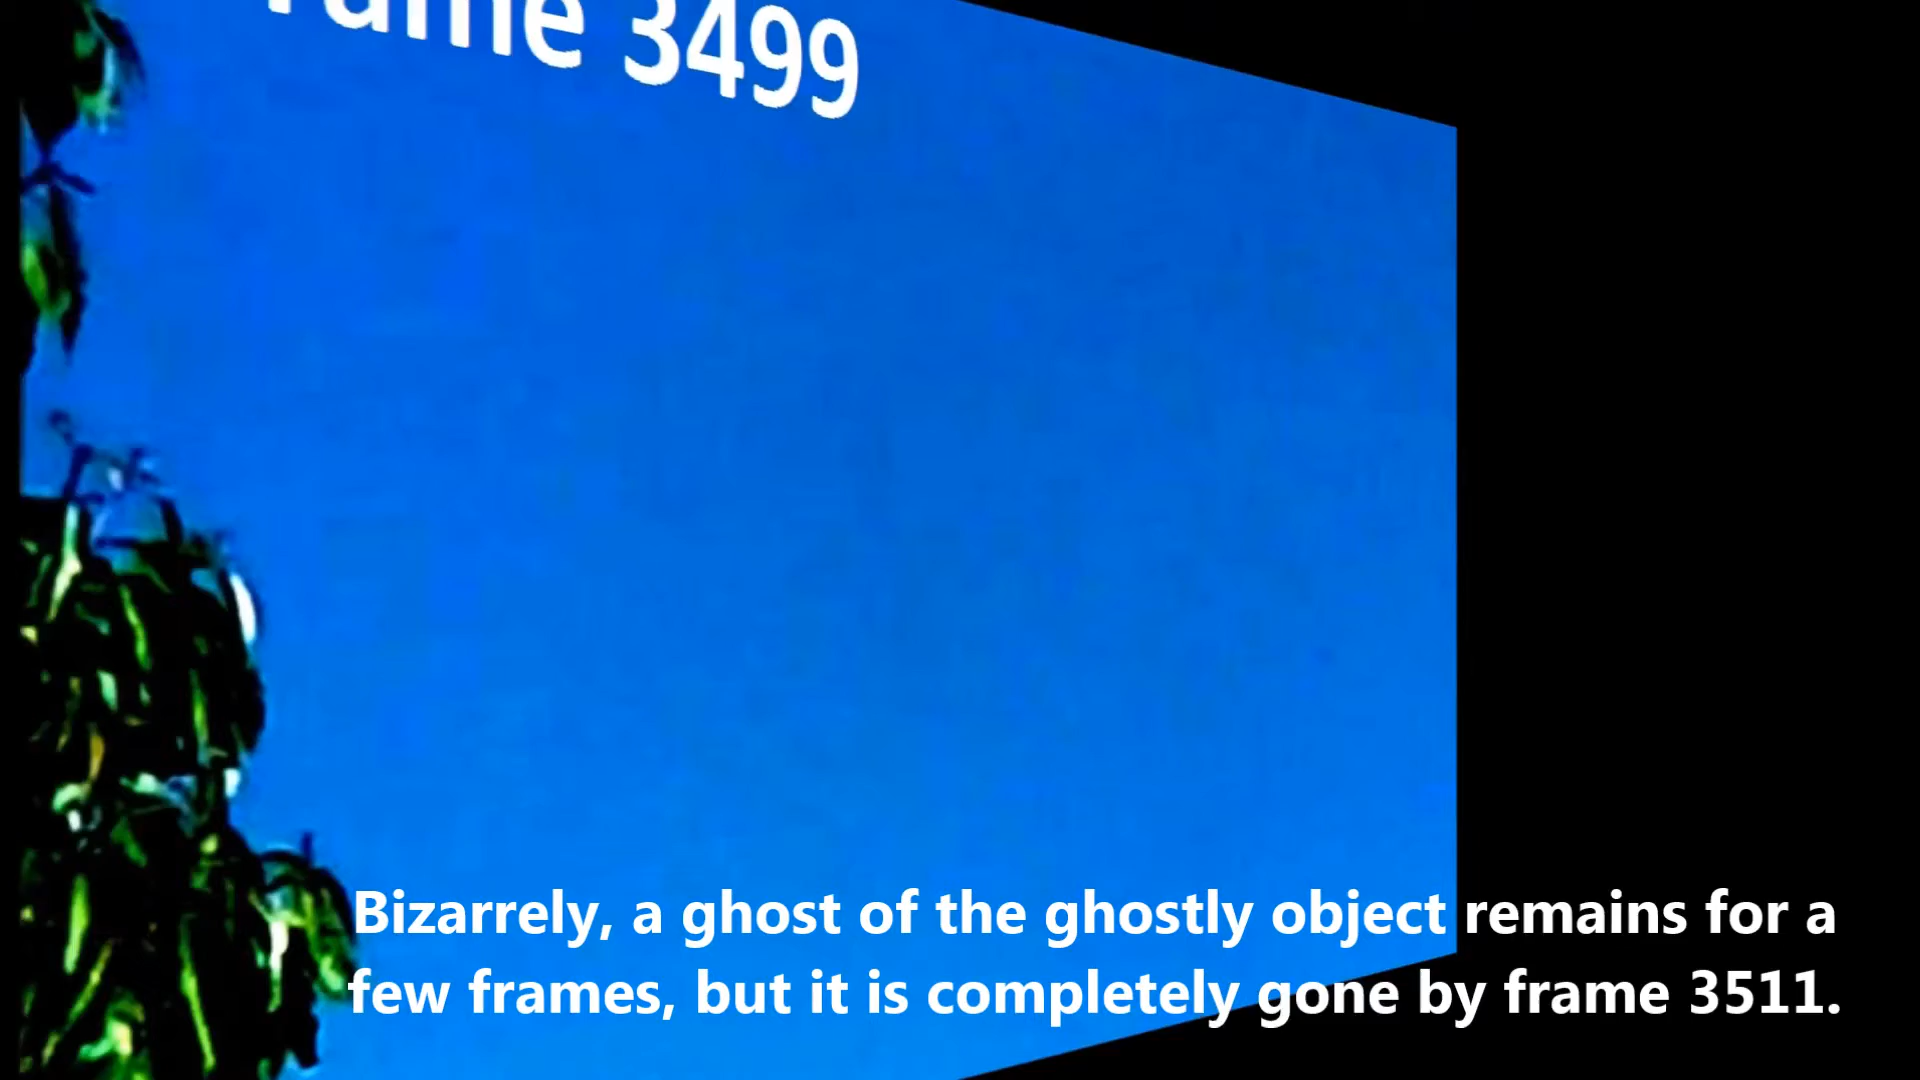 rame 3499
Bizarrely, a ghost of the ghostly object remains for a
few frames, but it is completely gone by frame 3511.